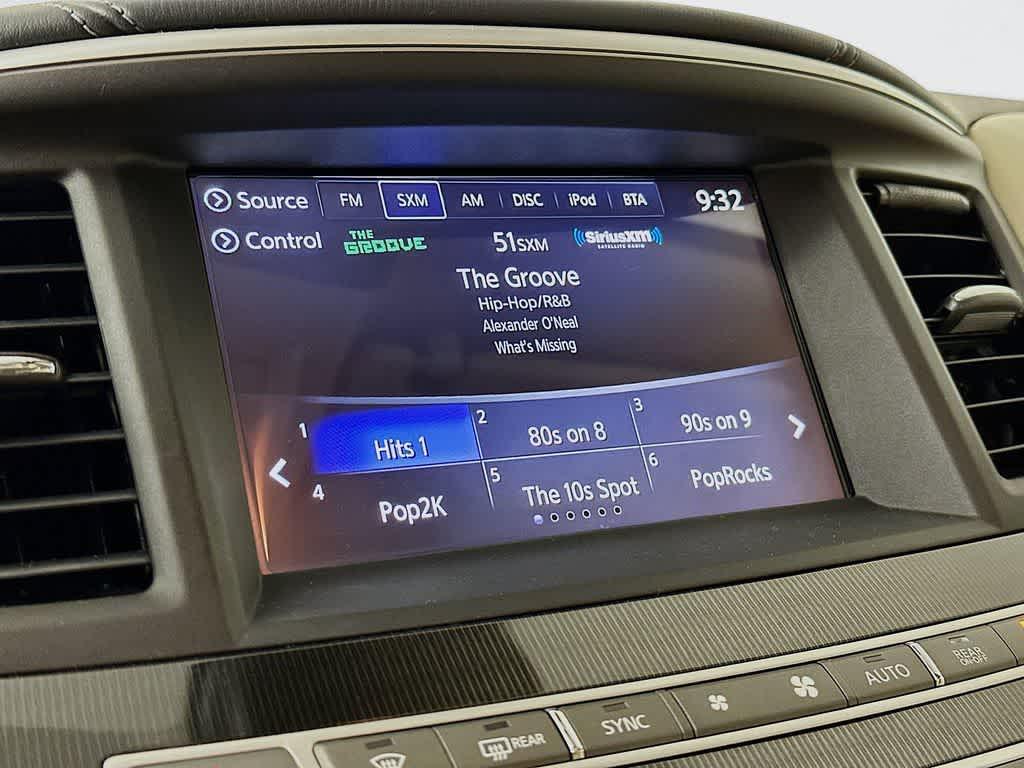 Source FM SXM AM DISC iPod BTA 9:32
Control THE GROOVE 51SXM SiriusXM SATELLITE RADIO
The Groove
Hip-Hop/R&B
Alexander O'Neal
What's Missing
1 Hits 1 2 80s on 8 3 90s on 9
4 Pop2K 5 The 10s Spot 6 PopRocks
REAR SYNC AUTO REAR ON·OFF